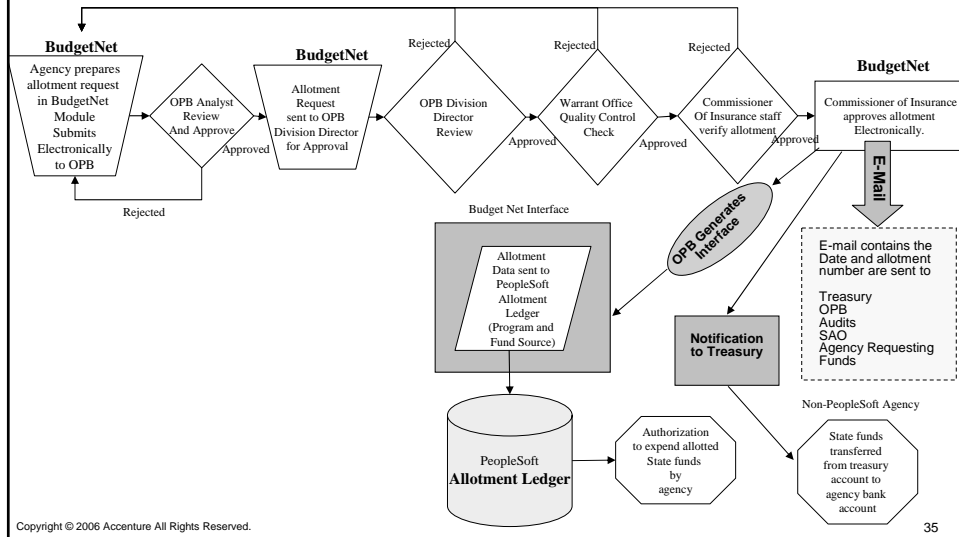 BudgetNet
Agency prepares
allotment request
in BudgetNet
Module
Submits
Electronically
to OPB
OPB Analyst
Review
And Approve
Approved
Rejected
BudgetNet
Allotment
Request
sent to OPB
Division Director
for Approval
Rejected
OPB Division
Director
Review
Approved
Rejected
Warrant Office
Quality Control
Check
Approved
Rejected
Commissioner
Of Insurance staff
verify allotment
Approved
BudgetNet
Commissioner of Insurance
approves allotment
Electronically.
E-Mail
E-mail contains the
Date and allotment
number are sent to
Treasury
OPB
Audits
SAO
Agency Requesting
Funds
OPB Generates
Interface
Budget Net Interface
Allotment
Data sent to
PeopleSoft
Allotment
Ledger
(Program and
Fund Source)
Notification
to Treasury
Non-PeopleSoft Agency
PeopleSoft
Allotment Ledger
Authorization
to expend allotted
State funds
by
agency
State funds
transferred
from treasury
account to
agency bank
account
Copyright © 2006 Accenture All Rights Reserved.
35